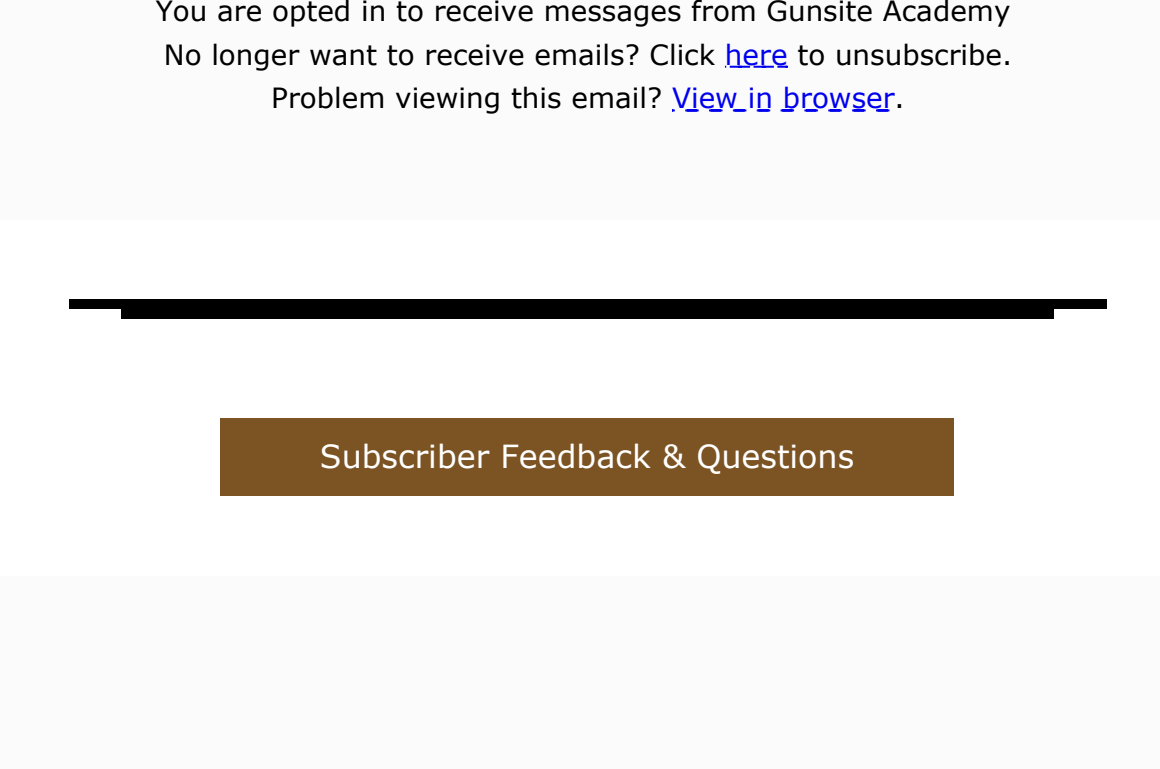 You are opted in to receive messages from Gunsite Academy
No longer want to receive emails? Click here to unsubscribe.
Problem viewing this email? View in browser.
Subscriber Feedback & Questions